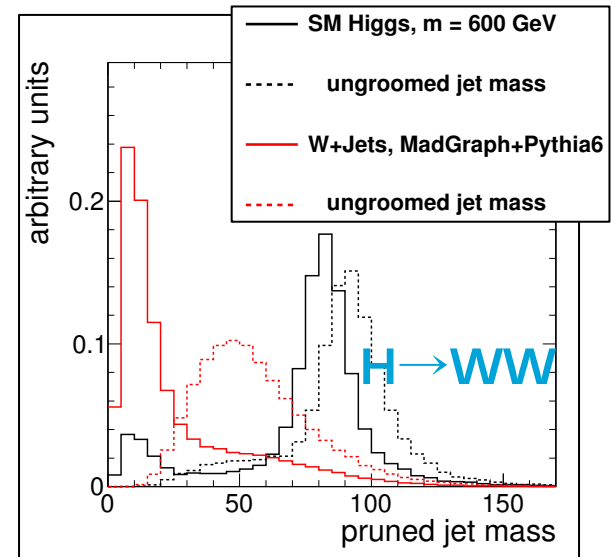 SM Higgs, m = 600 GeV
ungroomed jet mass
W+Jets, MadGraph+Pythia6
ungroomed jet mass
arbitrary units
0.2
0.1
0
H→WW
0 50 100 150
pruned jet mass